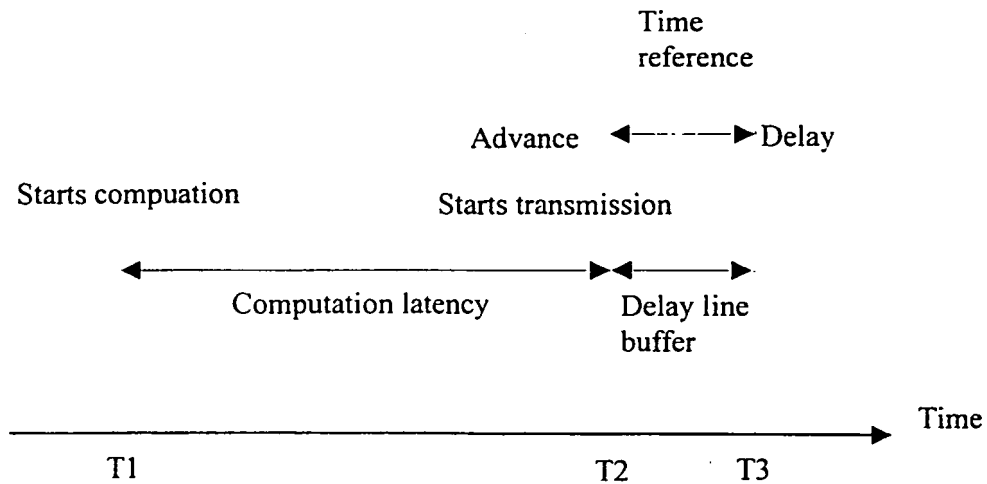 Time
reference
Advance
Delay
Starts compuation
Starts transmission
Computation latency
Delay line
buffer
Time
T1
T2
T3